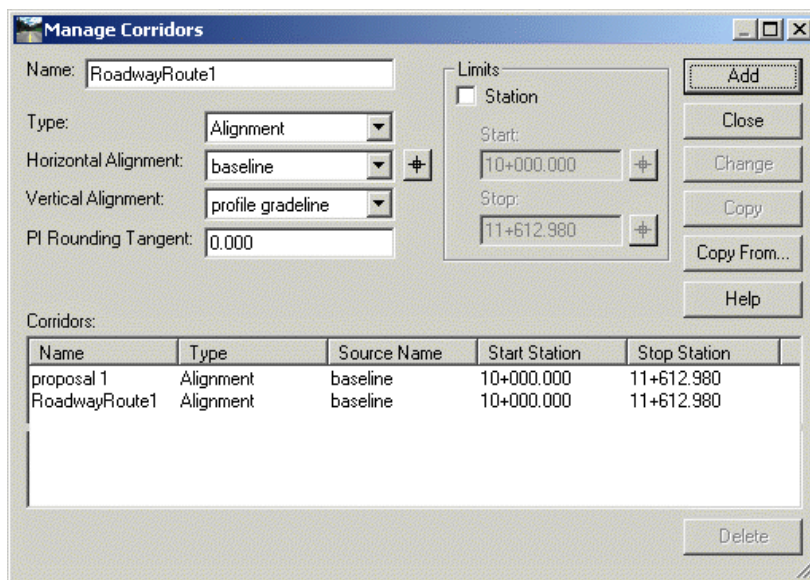 Manage Corridors
Name: RoadwayRoute1
Type: Alignment
Horizontal Alignment: baseline
Vertical Alignment: profile gradeline
PI Rounding Tangent: 0.000
Limits
Station
Start:
10+000.000
Stop:
11+612.980
Add
Close
Change
Copy
Copy From...
Help
Corridors:
Name Type Source Name Start Station Stop Station
proposal 1 Alignment baseline 10+000.000 11+612.980
RoadwayRoute1 Alignment baseline 10+000.000 11+612.980
Delete